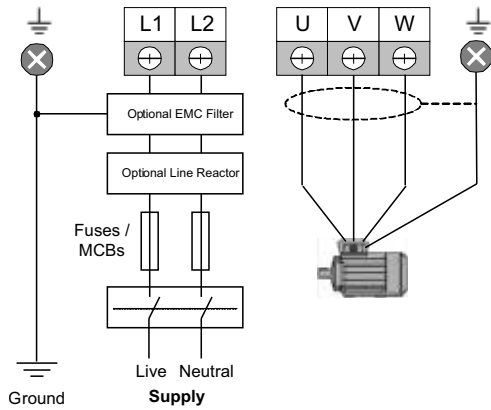 L1 L2 U V W
Optional EMC Filter
Optional Line Reactor
Fuses /
MCBs
Live Neutral
Ground Supply